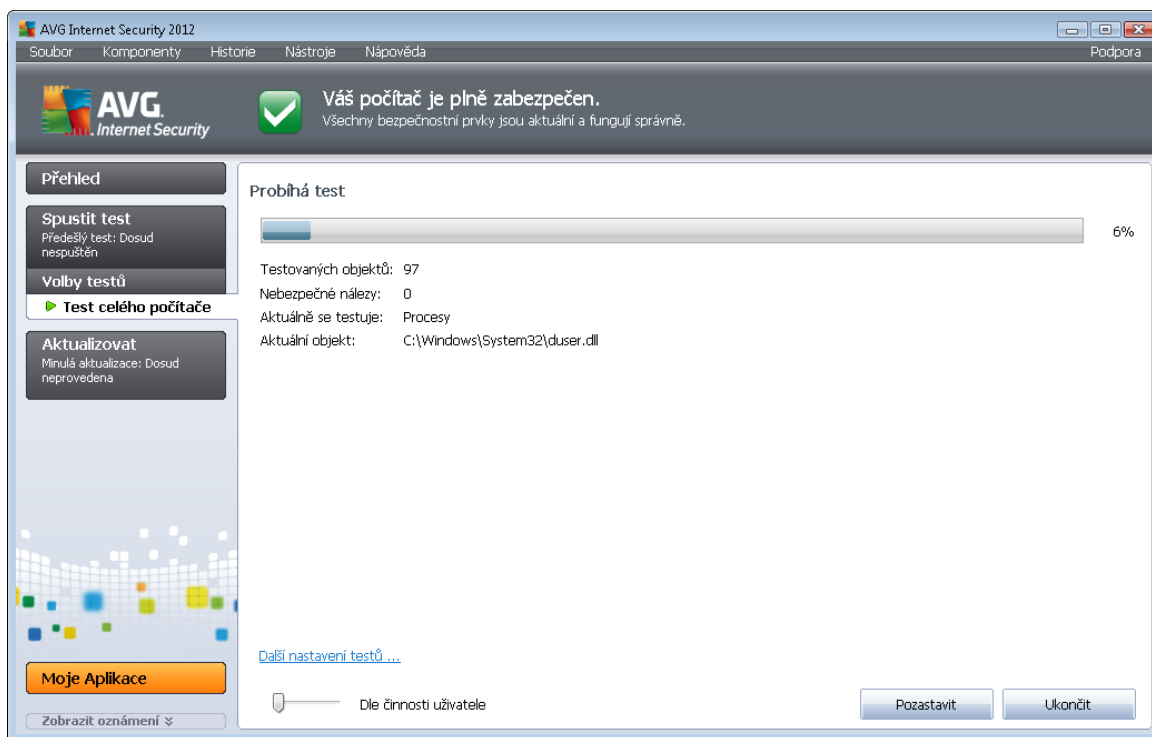 AVG Internet Security 2012
Soubor Komponenty Historie Nástroje Nápověda Podpora
AVG.
Internet Security
Váš počítač je plně zabezpečen.
Všechny bezpečnostní prvky jsou aktuální a fungují správně.
Přehled
Spustit test
Předešlý test: Dosud
nespuštěn
Volby testů
Test celého počítače
Aktualizovat
Minulá aktualizace: Dosud
neprovedena
Moje Aplikace
Zobrazit oznámení
Probíhá test
6%
Testovaných objektů: 97
Nebezpečné nálezy: 0
Aktuálně se testuje: Procesy
Aktuální objekt: C:\Windows\System32\duser.dll
Další nastavení testů ...
Dle činnosti uživatele
Pozastavit
Ukončit